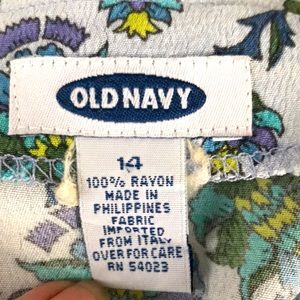 OLD NAVY
14
100% RAYON
MADE IN
PHILIPPINES
FABRIC
IMPORTED
FROM ITALY
OVER FOR CARE
RN 54023